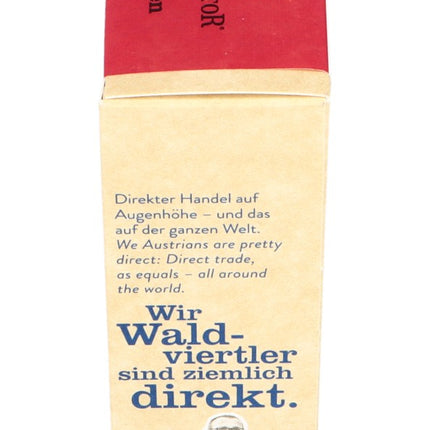 Direkter Handel auf
Augenhöhe – und das
auf der ganzen Welt.
We Austrians are pretty
direct: Direct trade,
as equals – all around
the world.
Wir
Wald-
viertler
sind ziemlich
direkt.